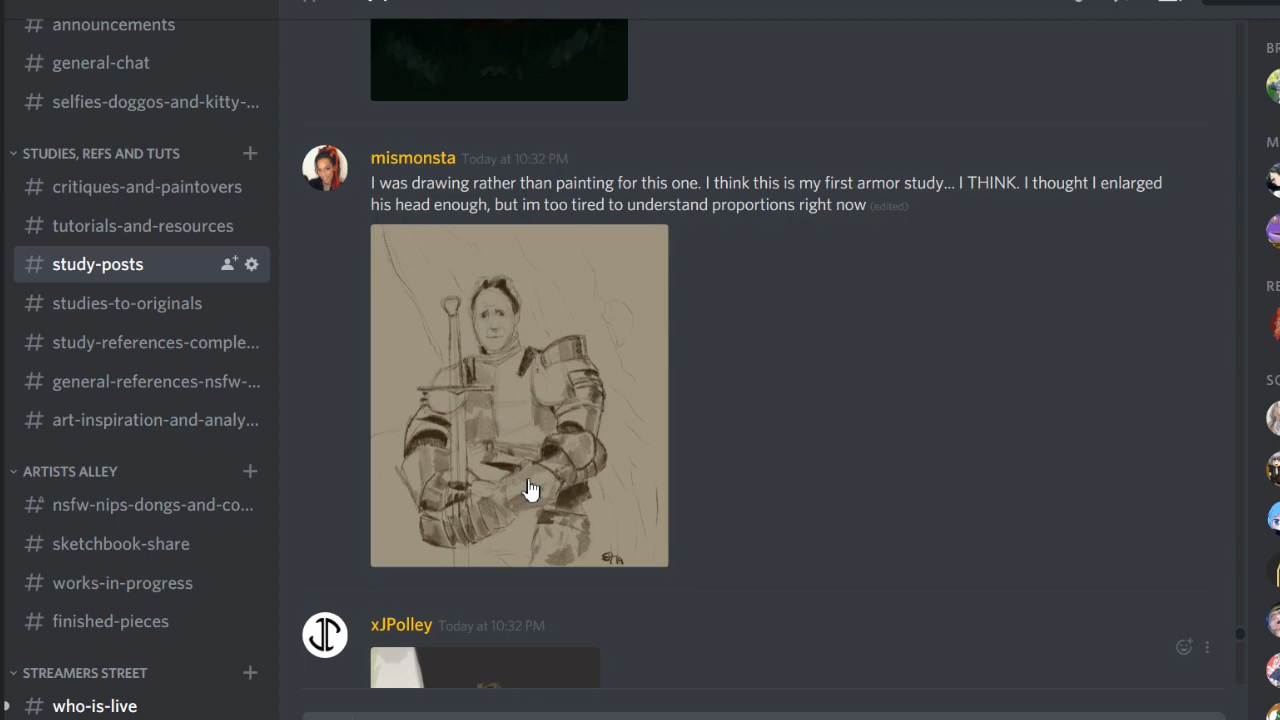 announcements
general-chat
selfies-doggos-and-kitty-...
STUDIES, REFS AND TUTS
critiques-and-paintovers
tutorials-and-resources
study-posts
studies-to-originals
study-references-comple...
general-references-nsfw-...
art-inspiration-and-analy...
ARTISTS ALLEY
nsfw-nips-dongs-and-co...
sketchbook-share
works-in-progress
finished-pieces
STREAMERS STREET
who-is-live
mismonsta Today at 10:32 PM
I was drawing rather than painting for this one. I think this is my first armor study... I THINK. I thought I enlarged
his head enough, but im too tired to understand proportions right now (edited)
xJPolley Today at 10:32 PM
BR
M
RE
SC